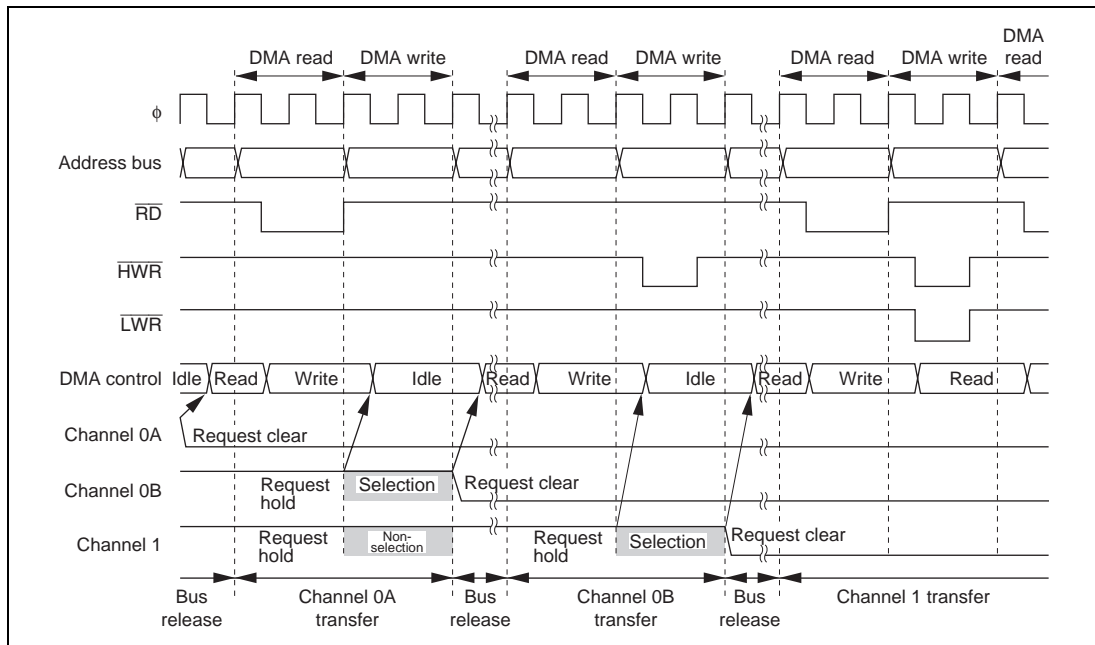 DMA read
DMA write
DMA read
DMA write
DMA read
DMA write
DMA
read
ϕ
Address bus
RD
HWR
LWR
DMA control
Idle
Read
Write
Idle
Read
Write
Idle
Read
Write
Read
Channel 0A
Request clear
Channel 0B
Request
hold
Selection
Request clear
Channel 1
Request
hold
Non-
selection
Request
hold
Selection
Request clear
Bus
release
Channel 0A
transfer
Bus
release
Channel 0B
transfer
Bus
release
Channel 1 transfer